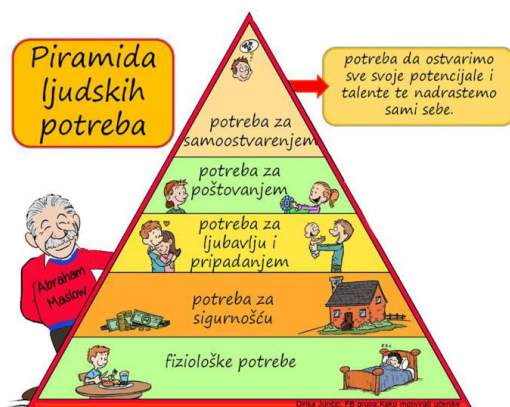 Piramida
ljudskih
potreba
potreba da ostvarimo
sve svoje potencijale i
talente te nadrastemo
sami sebe.
potreba za
samoostvarenjem
potreba za
poštovanjem
potreba za
ljubavlju i
pripadanjem
Abraham
Maslow
potreba za
sigurnošću
fiziološke potrebe
Dinka Juričić, FB grupa Kako motivirati učenike